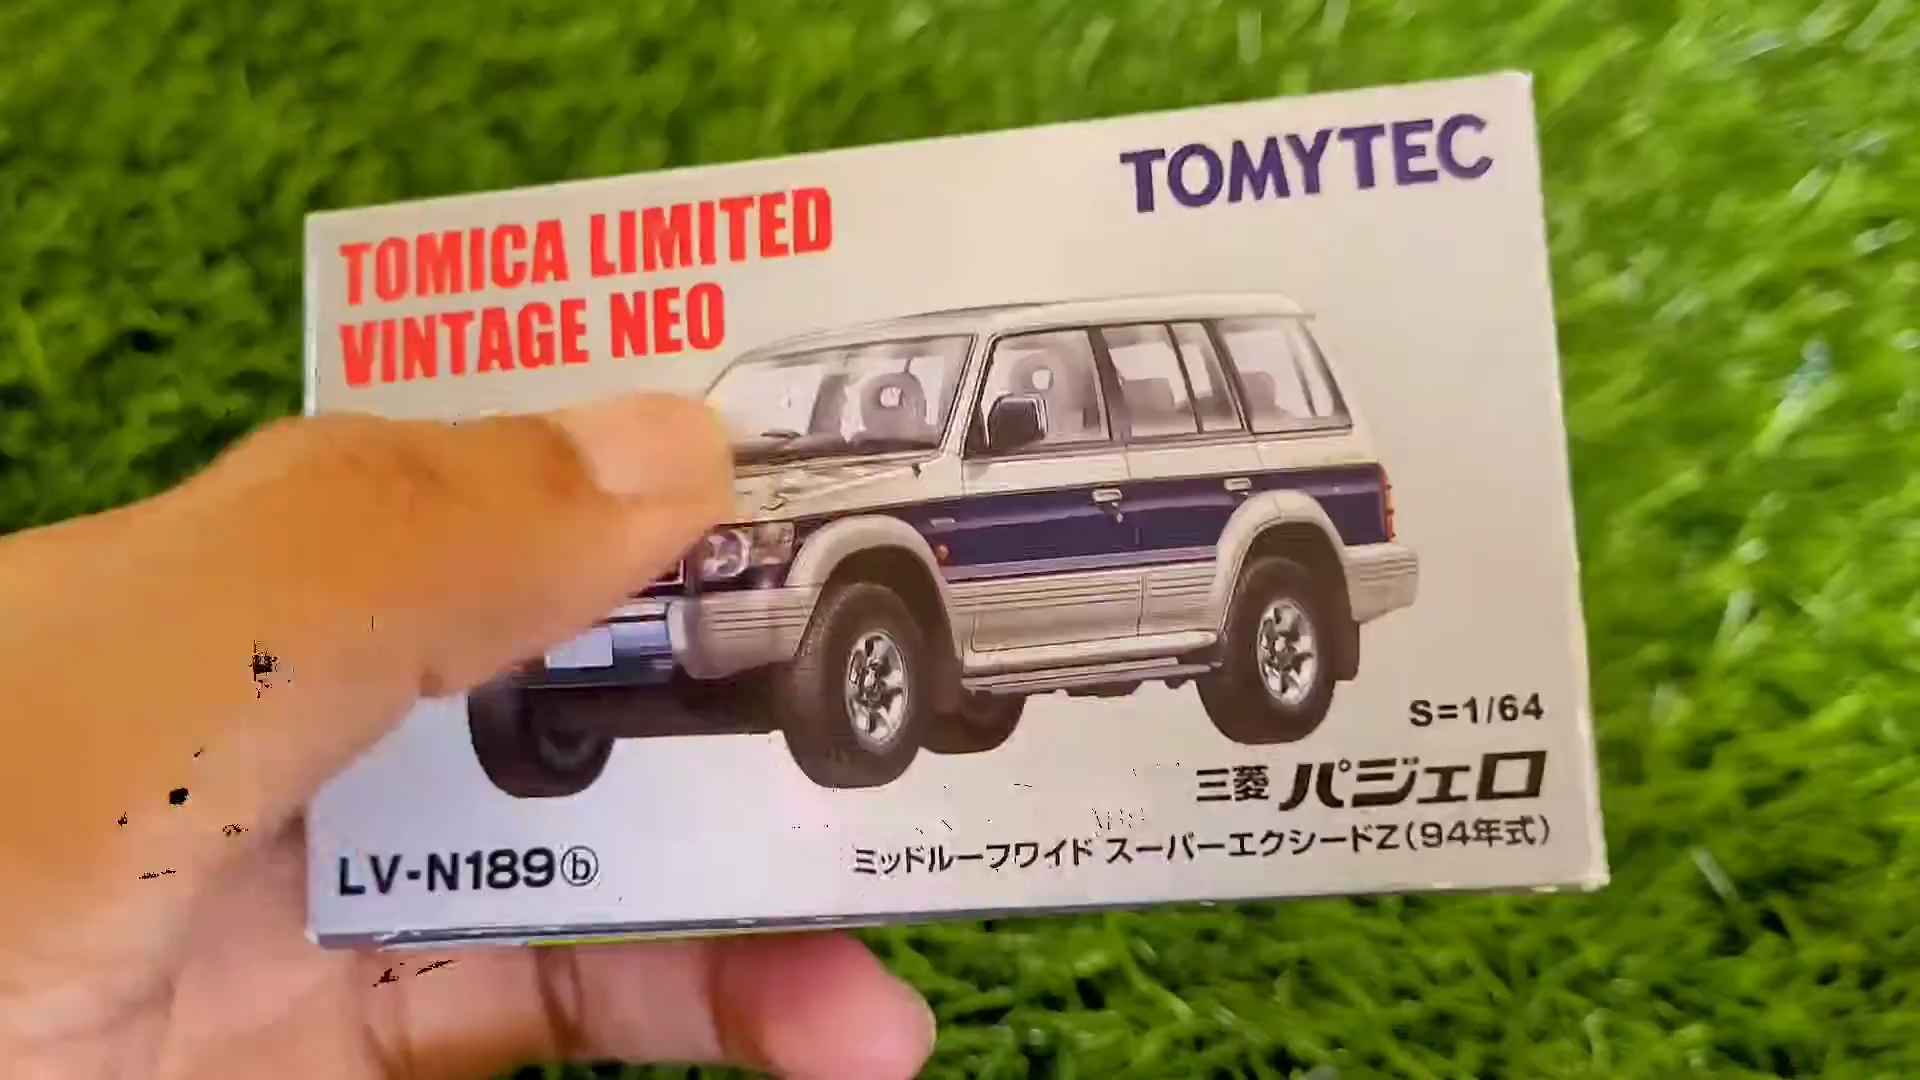 TOMYTEC
TOMICA LIMITED
VINTAGE NEO
S=1/64
三菱 パジェロ
ミッドルーフワイド スーパーエクシードZ(94年式)
LV-N189ⓑ